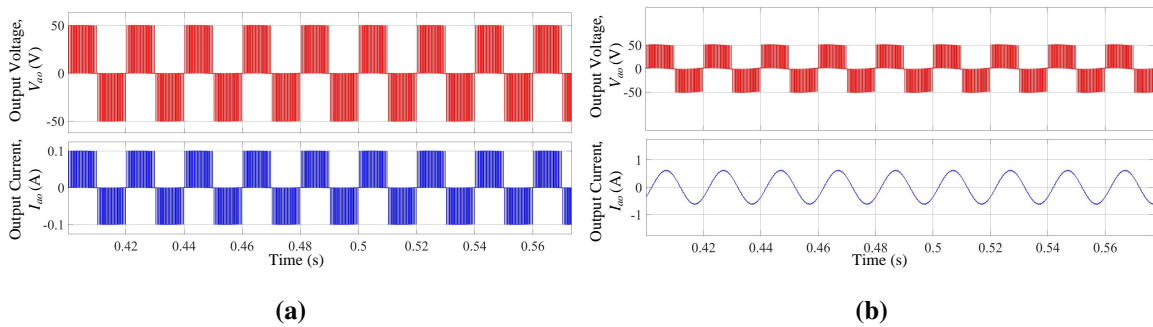 Output Voltage,
V_ao (V)
50
0
-50
Output Current,
I_ao (A)
0.1
0
-0.1
0.42 0.44 0.46 0.48 0.5 0.52 0.54 0.56
Time (s)
(a)
Output Voltage,
V_ao (V)
50
0
-50
Output Current,
I_ao (A)
1
0
-1
0.42 0.44 0.46 0.48 0.5 0.52 0.54 0.56
Time (s)
(b)